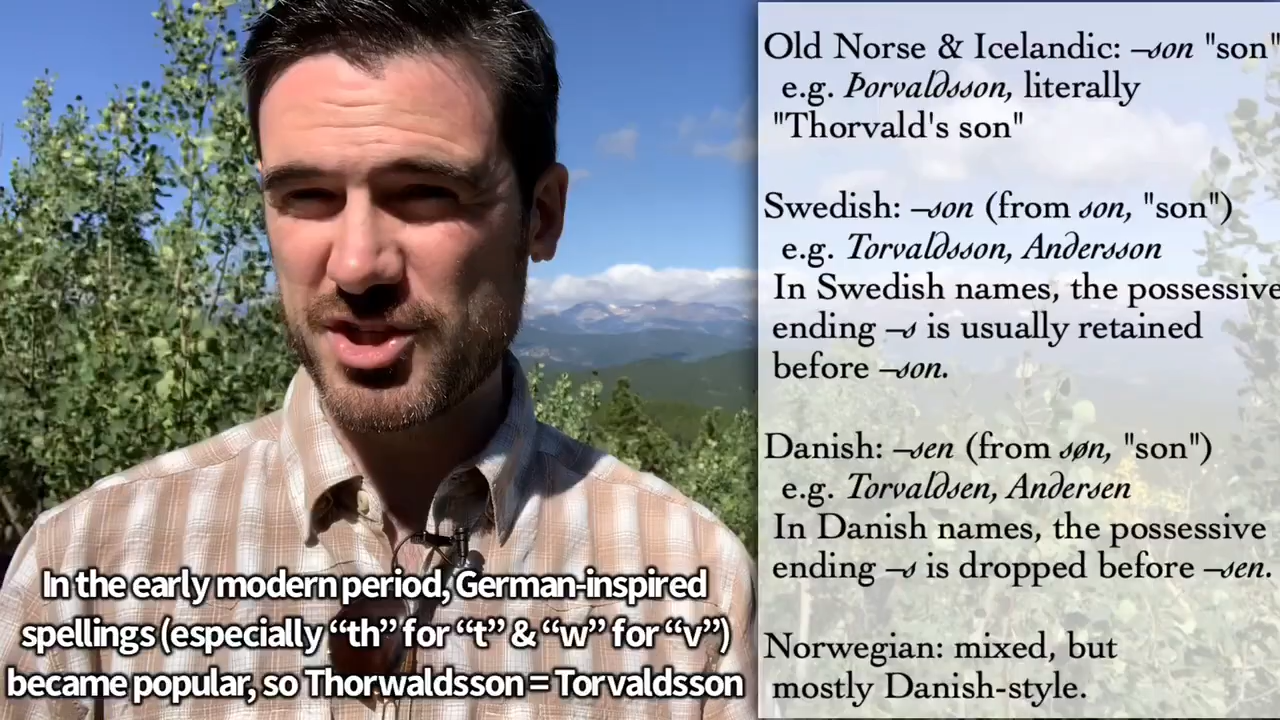 Old Norse & Icelandic: –son "son"
e.g. Þorvaldsson, literally
"Thorvald's son"
Swedish: –son (from son, "son")
e.g. Torvaldsson, Andersson
In Swedish names, the possessive
ending –s is usually retained
before –son.
Danish: –sen (from søn, "son")
e.g. Torvaldsen, Andersen
In Danish names, the possessive
ending –s is dropped before –sen.
Norwegian: mixed, but
mostly Danish-style.
In the early modern period, German-inspired
spellings (especially “th” for “t” & “w” for “v”)
became popular, so Thorwaldsson = Torvaldsson